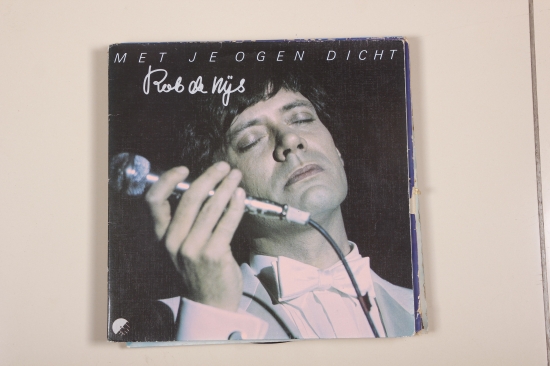 MET JE OGEN DICHT
Rob de Nijs